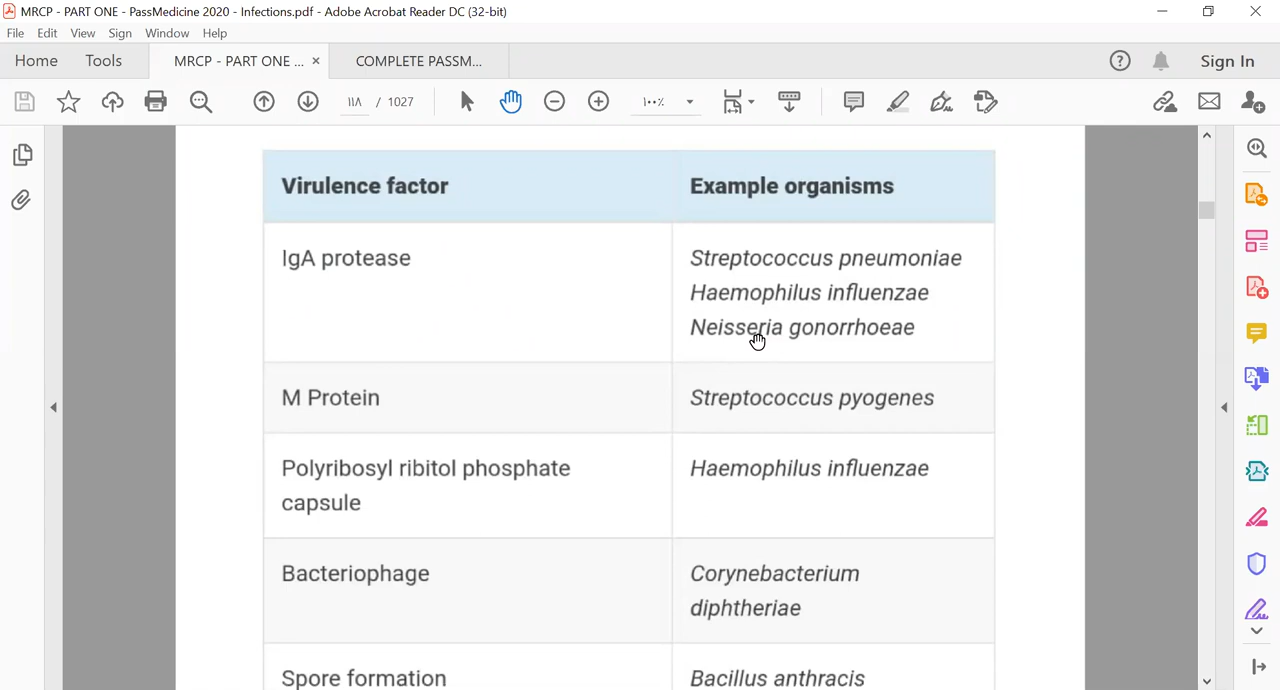 MRCP - PART ONE - PassMedicine 2020 - Infections.pdf - Adobe Acrobat Reader DC (32-bit)
File Edit View Sign Window Help
Home Tools MRCP - PART ONE ... × COMPLETE PASSM... Sign In
١١٨ / 1027 ١٠٠٪
Virulence factor Example organisms
IgA protease Streptococcus pneumoniae
Haemophilus influenzae
Neisseria gonorrhoeae
M Protein Streptococcus pyogenes
Polyribosyl ribitol phosphate Haemophilus influenzae
capsule
Bacteriophage Corynebacterium
diphtheriae
Spore formation Bacillus anthracis